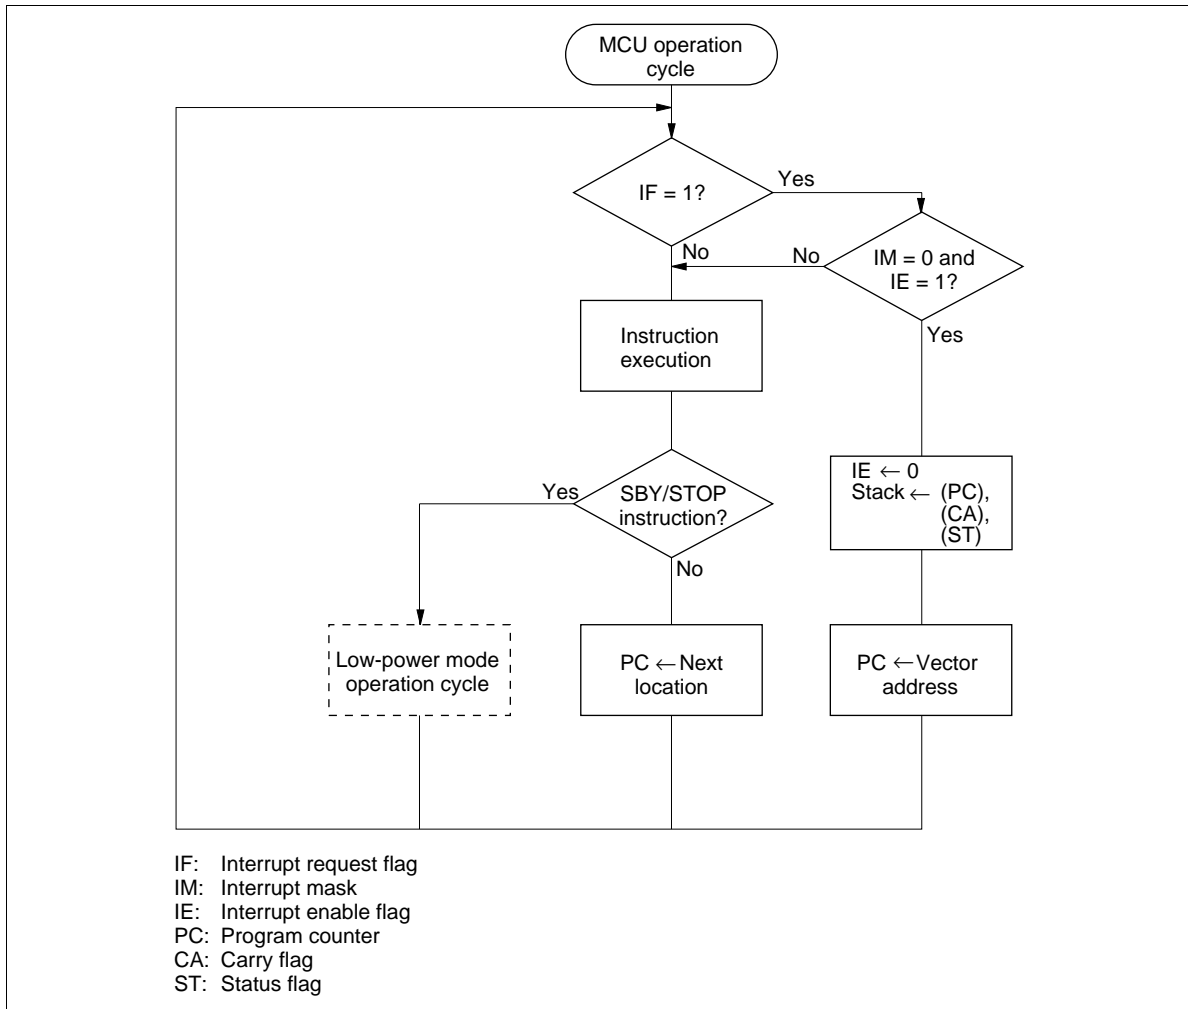 MCU operation
cycle
IF = 1?
Yes
No
No
IM = 0 and
IE = 1?
Yes
Instruction
execution
IE ← 0
Stack ← (PC),
(CA),
(ST)
Yes
SBY/STOP
instruction?
No
Low-power mode
operation cycle
PC ← Next
location
PC ← Vector
address
IF: Interrupt request flag
IM: Interrupt mask
IE: Interrupt enable flag
PC: Program counter
CA: Carry flag
ST: Status flag